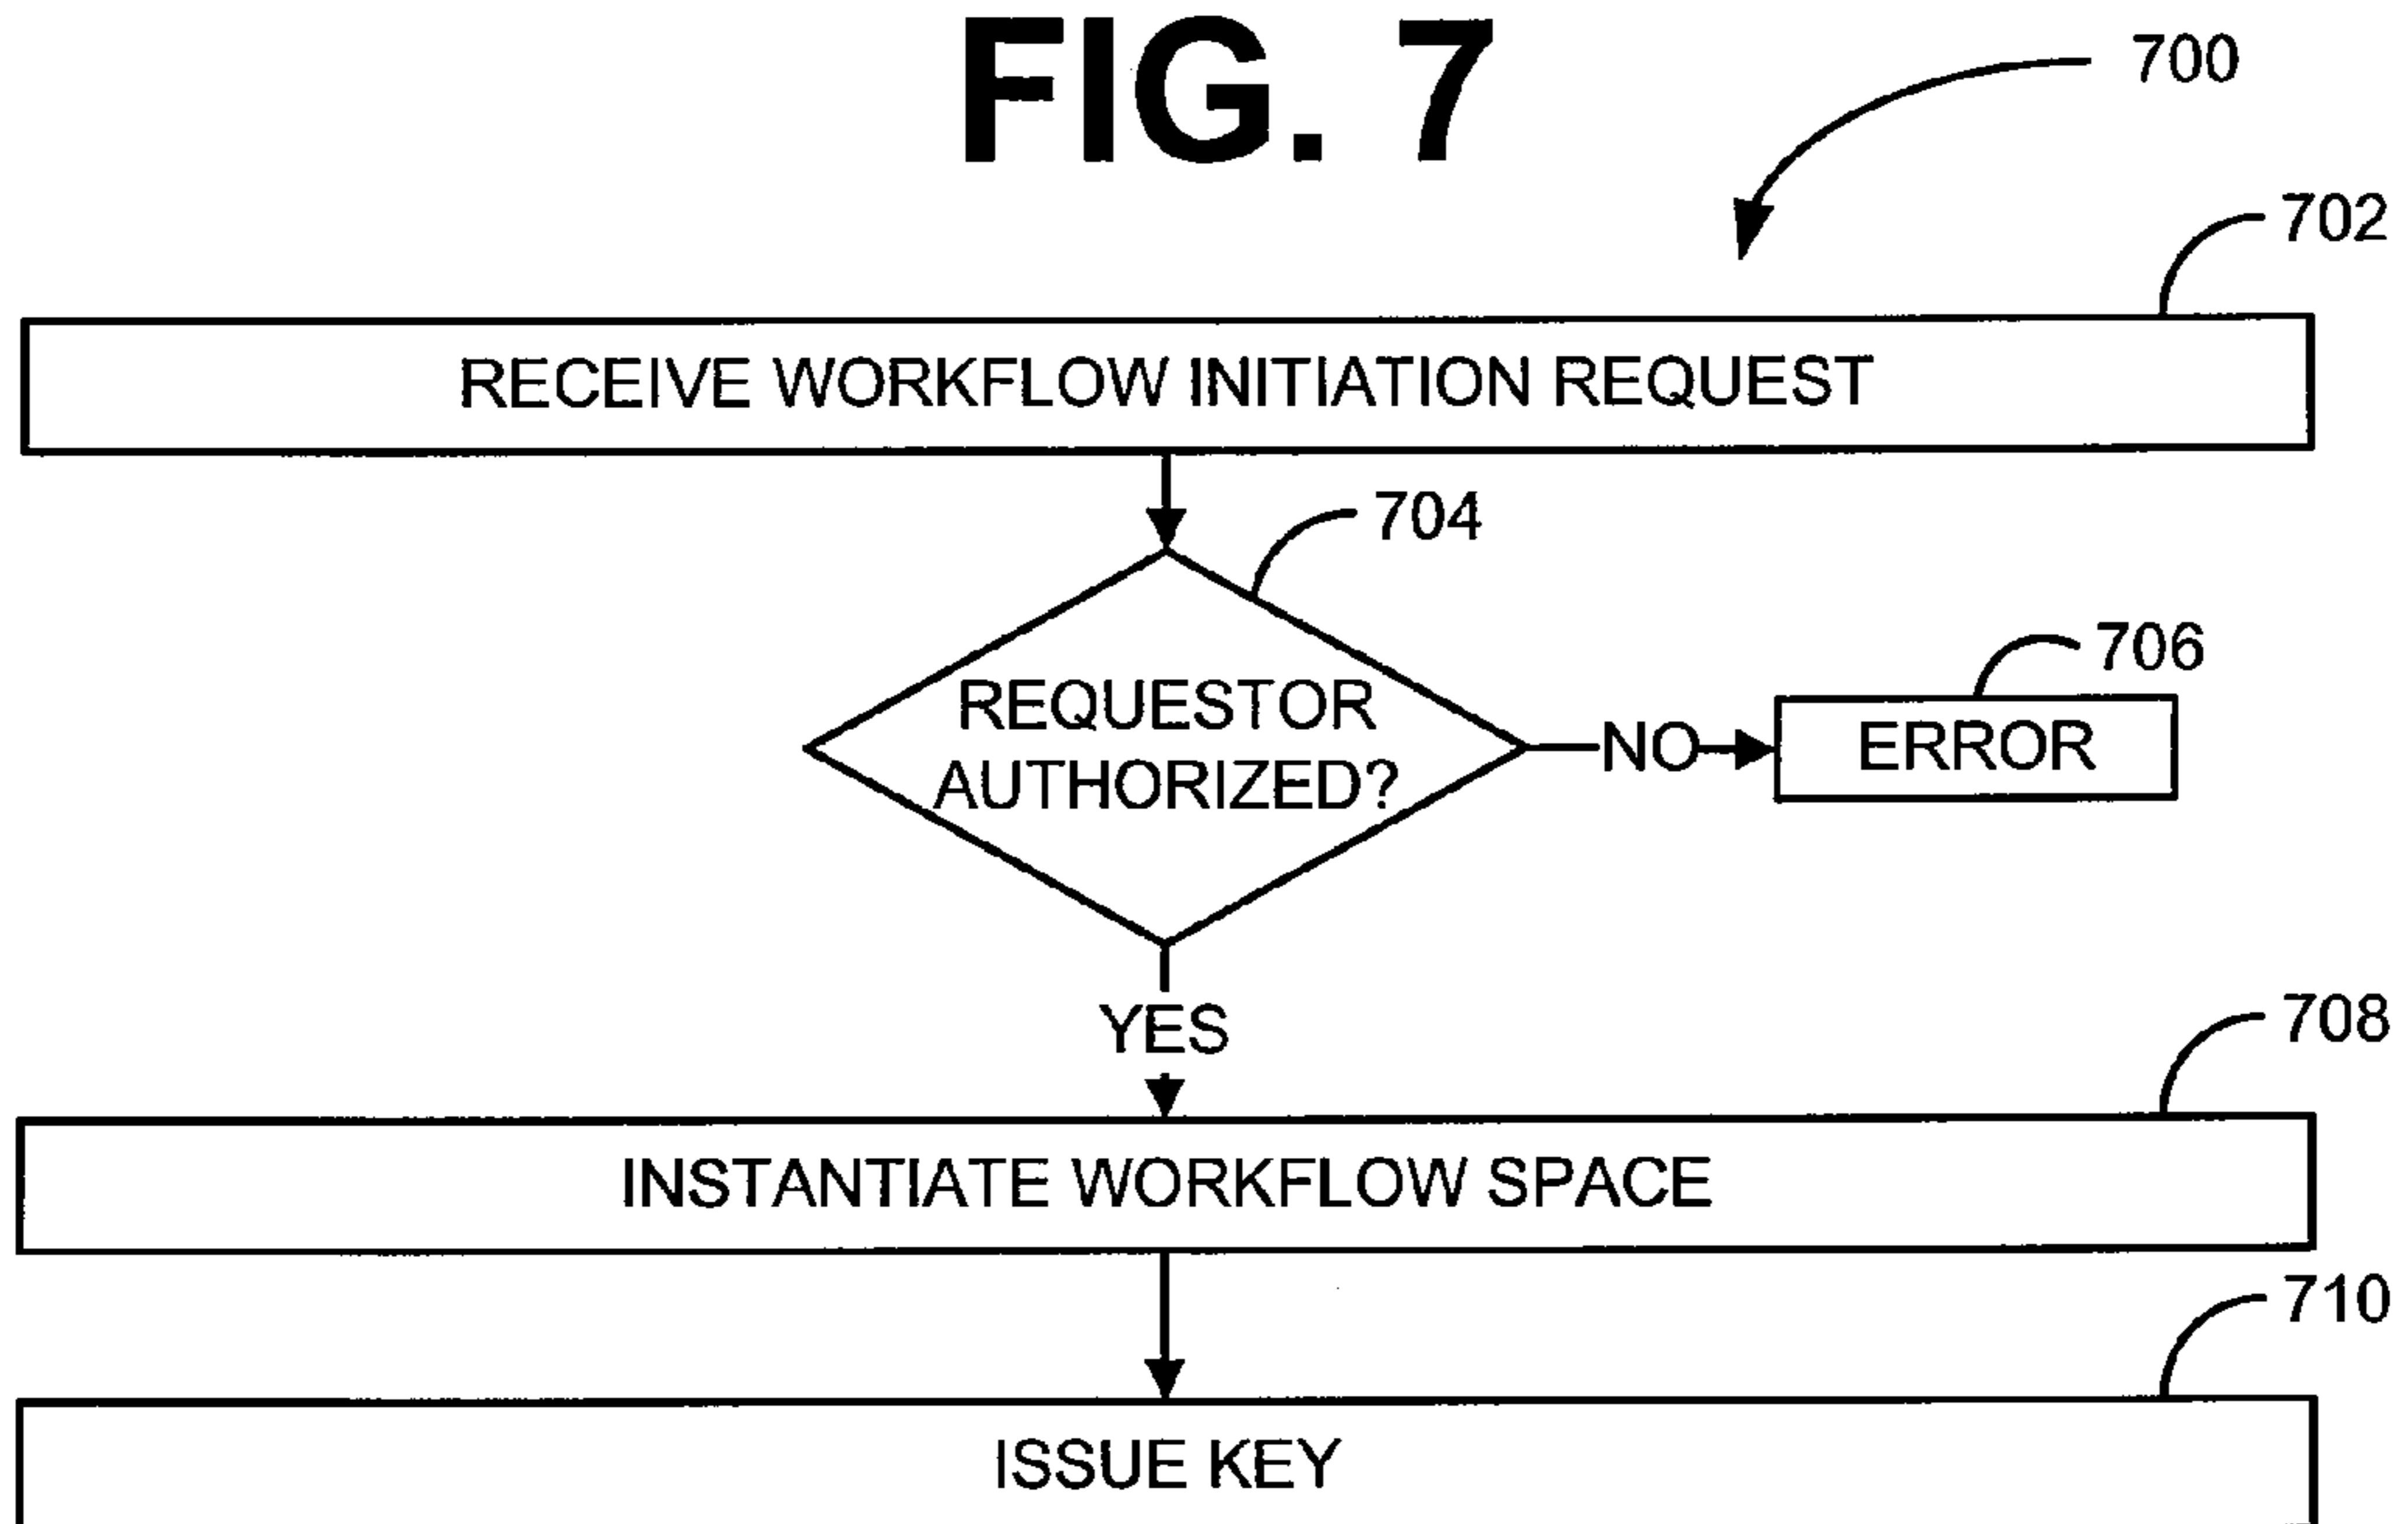 FIG. 7
700
702
RECEIVE WORKFLOW INITIATION REQUEST
704
REQUESTOR
AUTHORIZED?
NO
706
ERROR
YES
708
INSTANTIATE WORKFLOW SPACE
710
ISSUE KEY